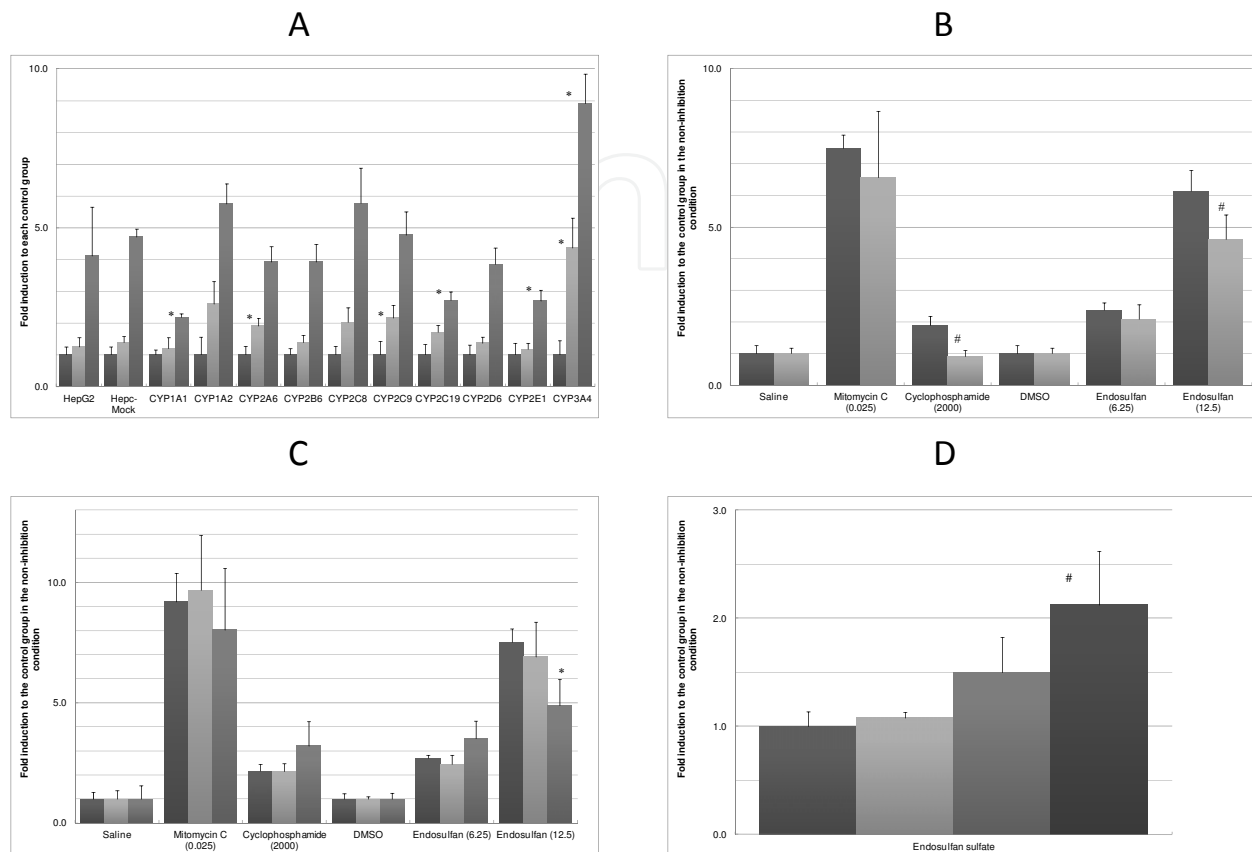 A
Fold induction to each control group
10.0
5.0
0.0
*
*
*
*
*
*
*
HepG2
Hepc-
Mock
CYP1A1
CYP1A2
CYP2A6
CYP2B6
CYP2C8
CYP2C9
CYP2C19
CYP2D6
CYP2E1
CYP3A4
B
Fold induction to the control group in the non-inhibition
condition
10.0
5.0
0.0
#
#
Saline
Mitomycin C
(0.025)
Cyclophosphamide
(2000)
DMSO
Endosulfan
(6.25)
Endosulfan
(12.5)
C
Fold induction to the control group in the non-inhibition
condition
10.0
5.0
0.0
*
Saline
Mitomycin C
(0.025)
Cyclophosphamide
(2000)
DMSO
Endosulfan (6.25)
Endosulfan (12.5)
D
Fold induction to the control group in the non-inhibition
condition
3.0
2.0
1.0
0.0
#
Endosulfan sulfate